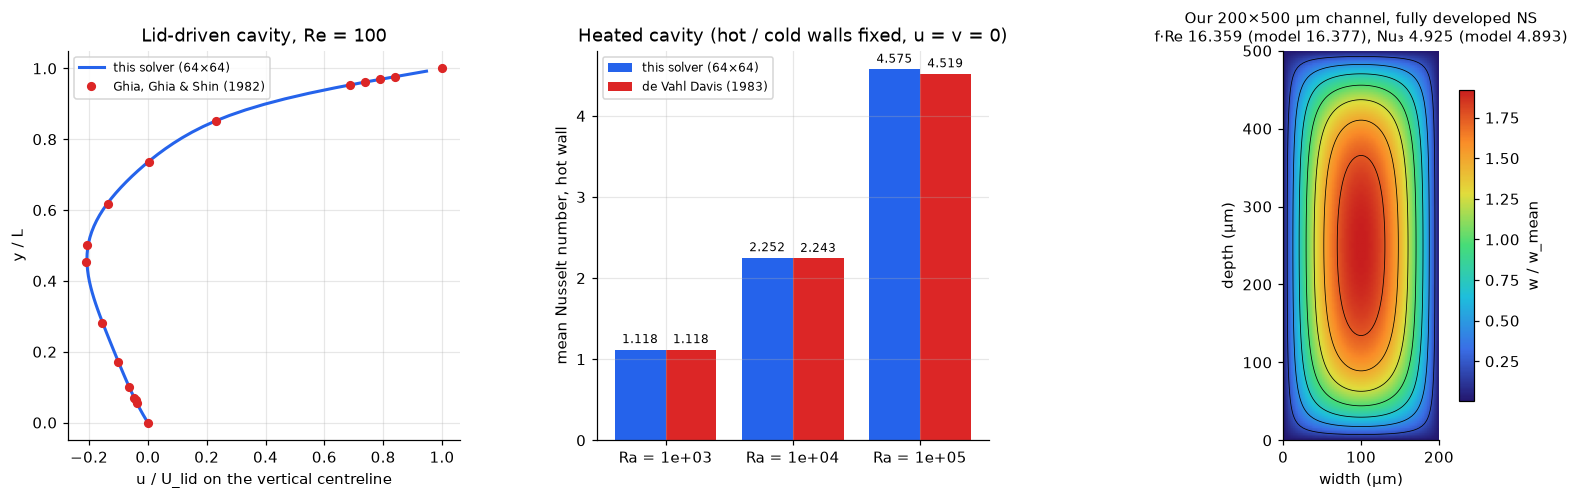 Lid-driven cavity, Re = 100
this solver (64×64)
Ghia, Ghia & Shin (1982)
y / L
1.0
0.8
0.6
0.4
0.2
0.0
−0.2 0.0 0.2 0.4 0.6 0.8 1.0
u / U_lid on the vertical centreline
Heated cavity (hot / cold walls fixed, u = v = 0)
this solver (64×64)
de Vahl Davis (1983)
mean Nusselt number, hot wall
4
3
2
1
0
1.118 1.118
2.252 2.243
4.575 4.519
Ra = 1e+03 Ra = 1e+04 Ra = 1e+05
Our 200×500 µm channel, fully developed NS
f·Re 16.359 (model 16.377), Nu₃ 4.925 (model 4.893)
depth (µm)
500
400
300
200
100
0
0 100 200
width (µm)
1.75
1.50
1.25
1.00
0.75
0.50
0.25
w / w_mean